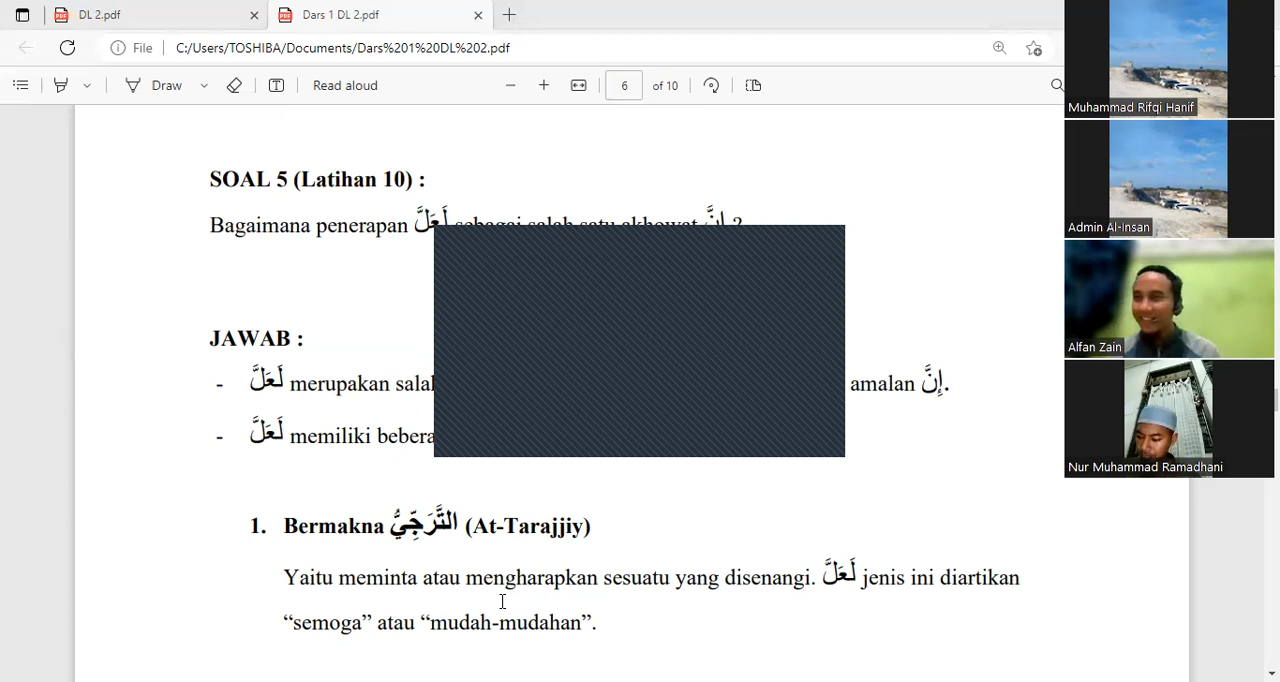 DL 2.pdf
Dars 1 DL 2.pdf
File
C:/Users/TOSHIBA/Documents/Dars%201%20DL%202.pdf
Draw
Read aloud
6 of 10
SOAL 5 (Latihan 10) :
Bagaimana penerapan لَعَلَّ sebagai salah satu akhowat إِنَّ ?
JAWAB :
- لَعَلَّ merupakan amalan إِنَّ.
- لَعَلَّ memiliki
1. Bermakna التَّرَجِّيُّ (At-Tarajjiy)
Yaitu meminta atau mengharapkan sesuatu yang disenangi. لَعَلَّ jenis ini diartikan
“semoga” atau “mudah-mudahan”.
Muhammad Rifqi Hanif
Admin Al-Insan
Alfan Zain
Nur Muhammad Ramadhani